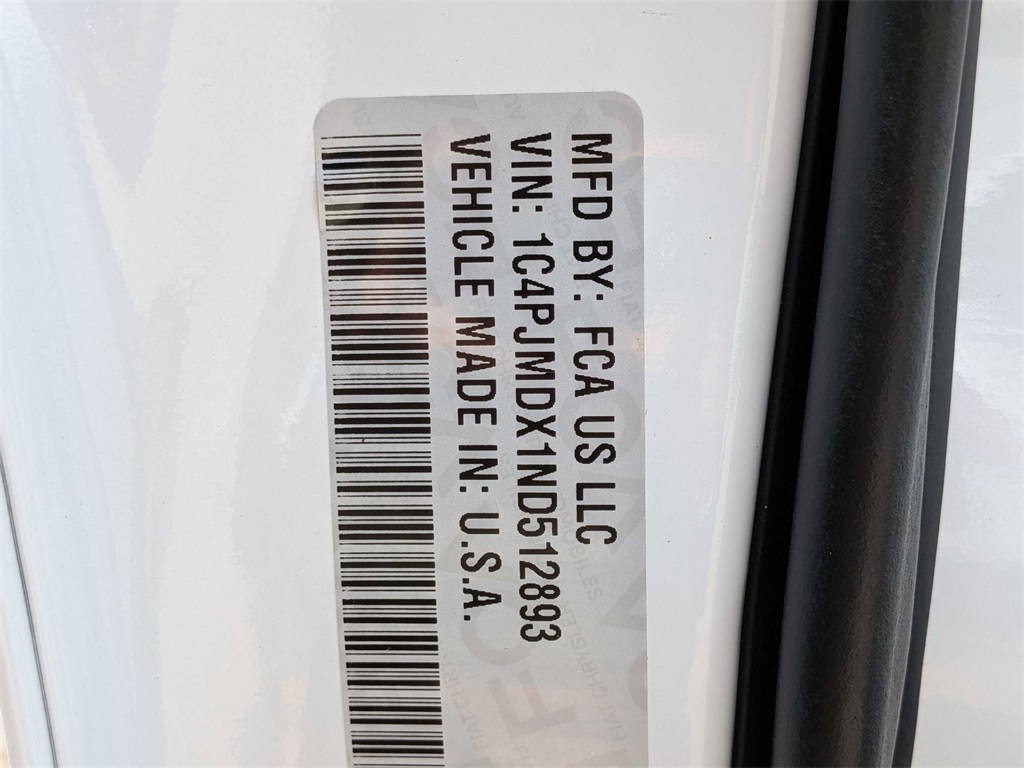 MFD BY: FCA US LLC
VIN: 1C4PJMDX1ND512893
VEHICLE MADE IN: U.S.A.